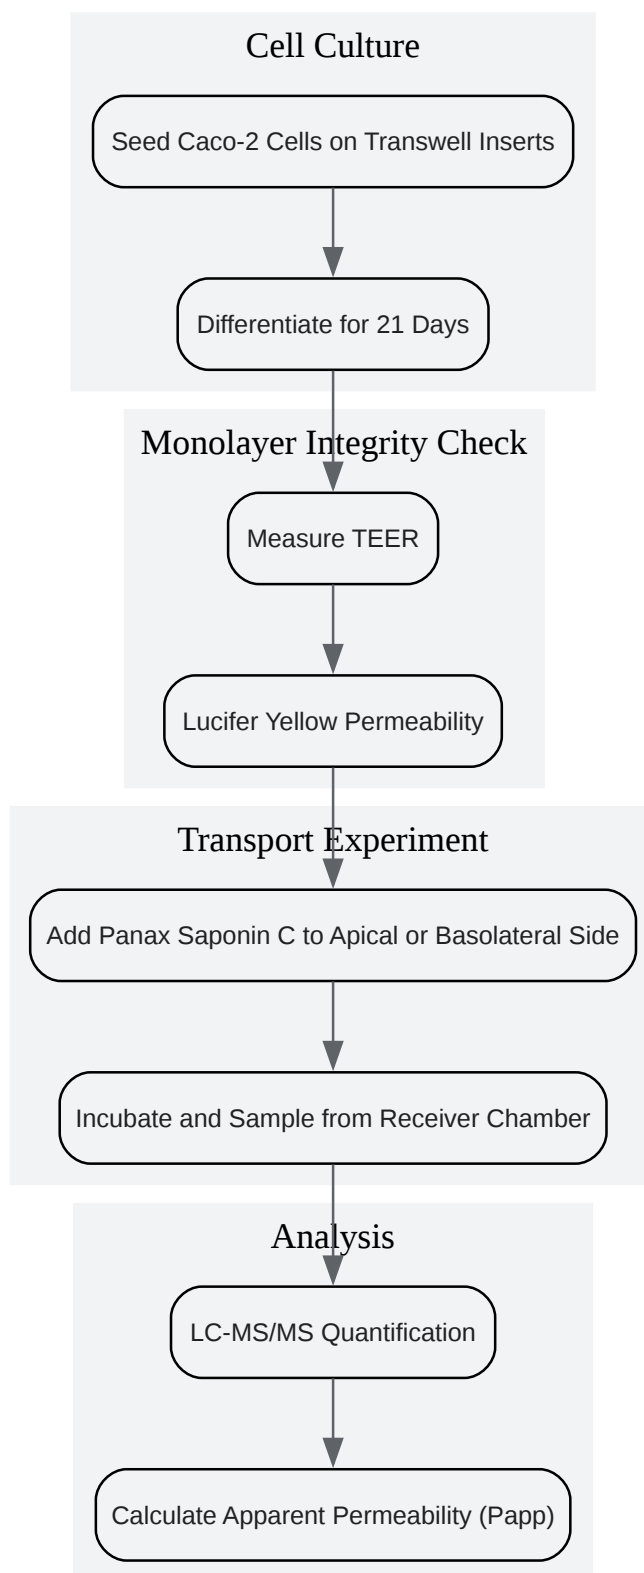 Cell Culture
Seed Caco-2 Cells on Transwell Inserts
Differentiate for 21 Days
Monolayer Integrity Check
Measure TEER
Lucifer Yellow Permeability
Transport Experiment
Add Panax Saponin C to Apical or Basolateral Side
Incubate and Sample from Receiver Chamber
Analysis
LC-MS/MS Quantification
Calculate Apparent Permeability (Papp)